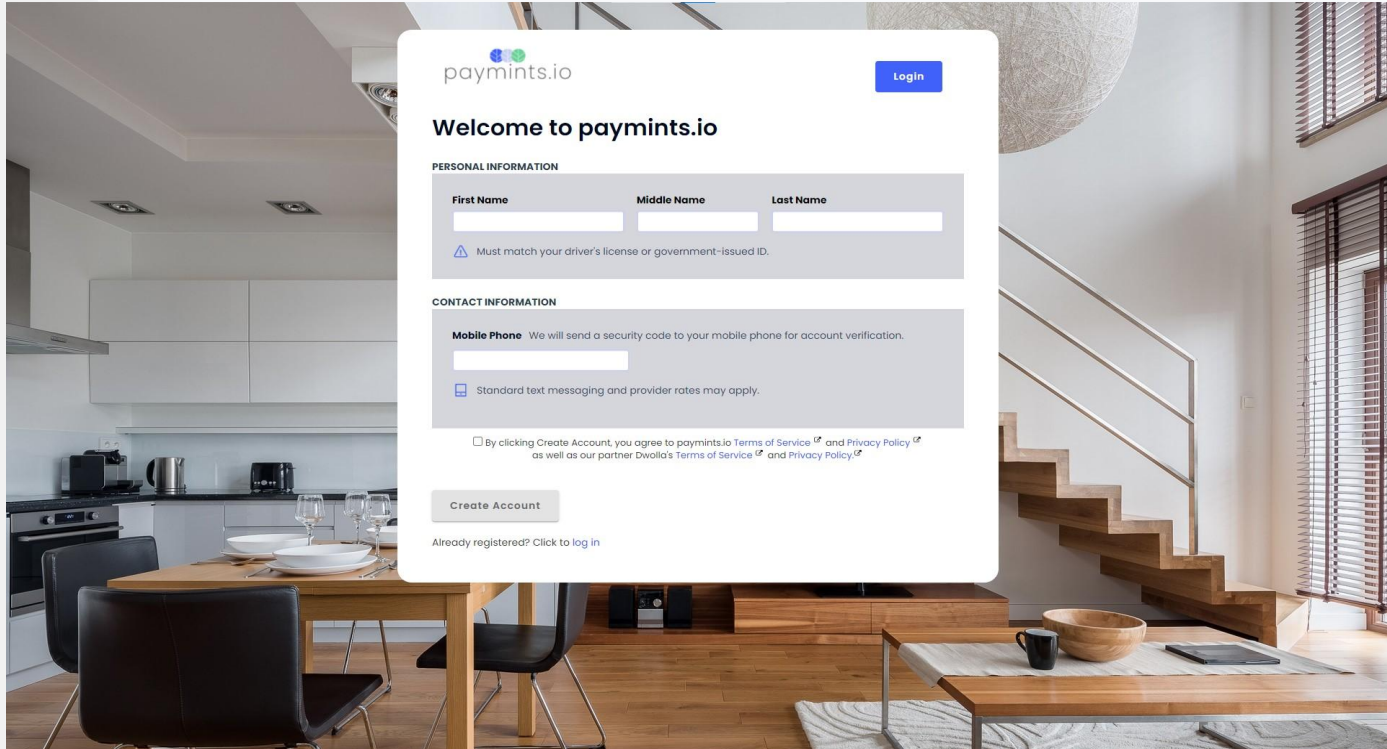 paymints.io
Login
Welcome to paymints.io
PERSONAL INFORMATION
First Name Middle Name Last Name
Must match your driver's license or government-issued ID.
CONTACT INFORMATION
Mobile Phone We will send a security code to your mobile phone for account verification.
Standard text messaging and provider rates may apply.
By clicking Create Account, you agree to paymints.io Terms of Service and Privacy Policy
as well as our partner Dwolla's Terms of Service and Privacy Policy.
Create Account
Already registered? Click to log in